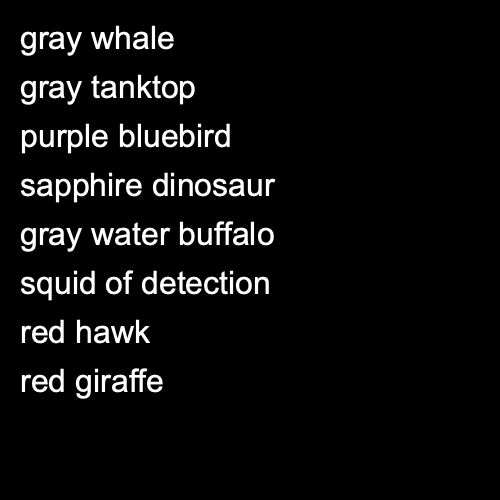 gray whale
gray tanktop
purple bluebird
sapphire dinosaur
gray water buffalo
squid of detection
red hawk
red giraffe